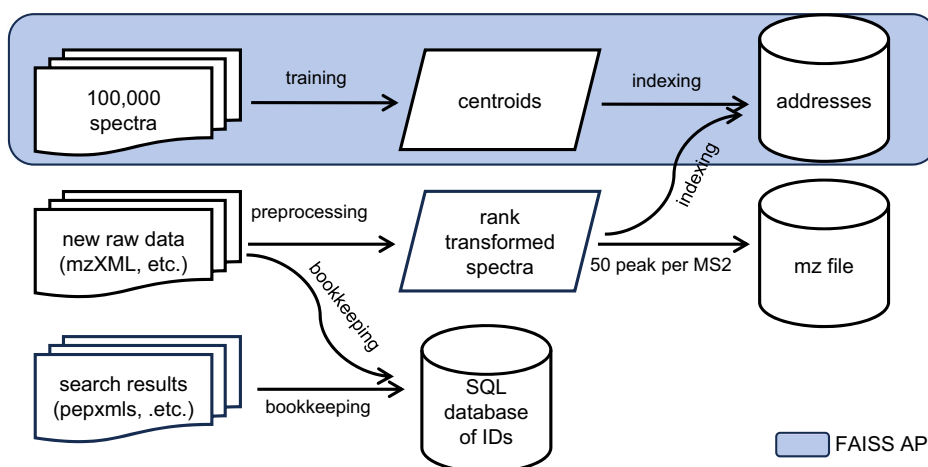 100,000
spectra
training
centroids
indexing
addresses
indexing
new raw data
(mzXML, etc.)
preprocessing
rank
transformed
spectra
50 peak per MS2
mz file
bookkeeping
search results
(pepxmls, .etc.)
bookkeeping
SQL
database
of IDs
FAISS AP